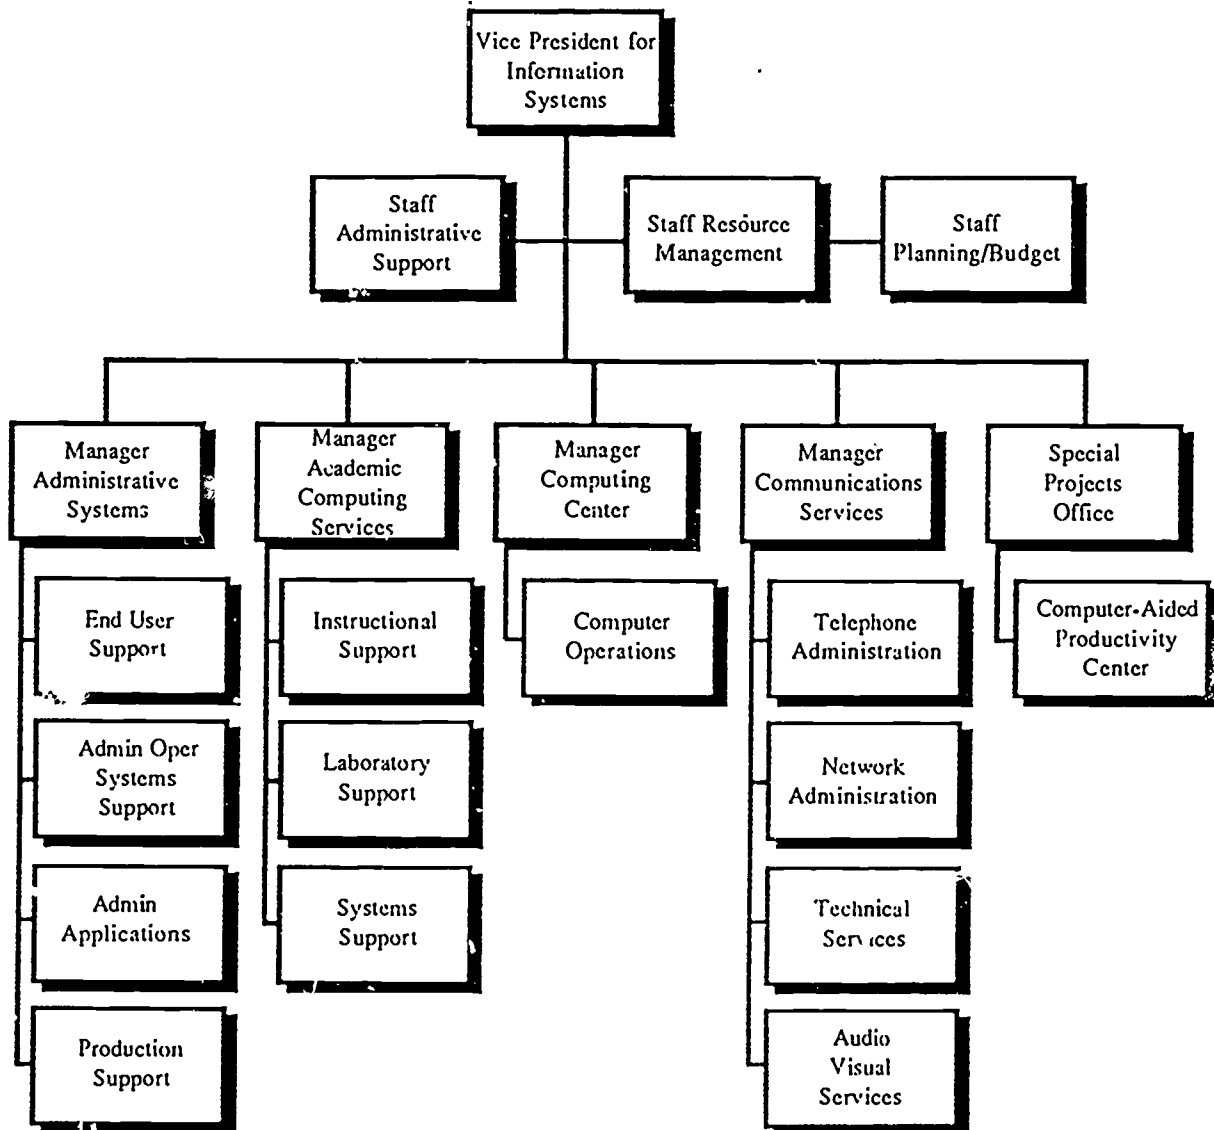 Vice President for
Information
Systems
Staff
Administrative
Support
Staff Resource
Management
Staff
Planning/Budget
Manager
Administrative
Systems
Manager
Academic
Computing
Services
Manager
Computing
Center
Manager
Communications
Services
Special
Projects
Office
End User
Support
Instructional
Support
Computer
Operations
Telephone
Administration
Computer-Aided
Productivity
Center
Admin Oper
Systems
Support
Laboratory
Support
Network
Administration
Admin
Applications
Systems
Support
Technical
Services
Production
Support
Audio
Visual
Services